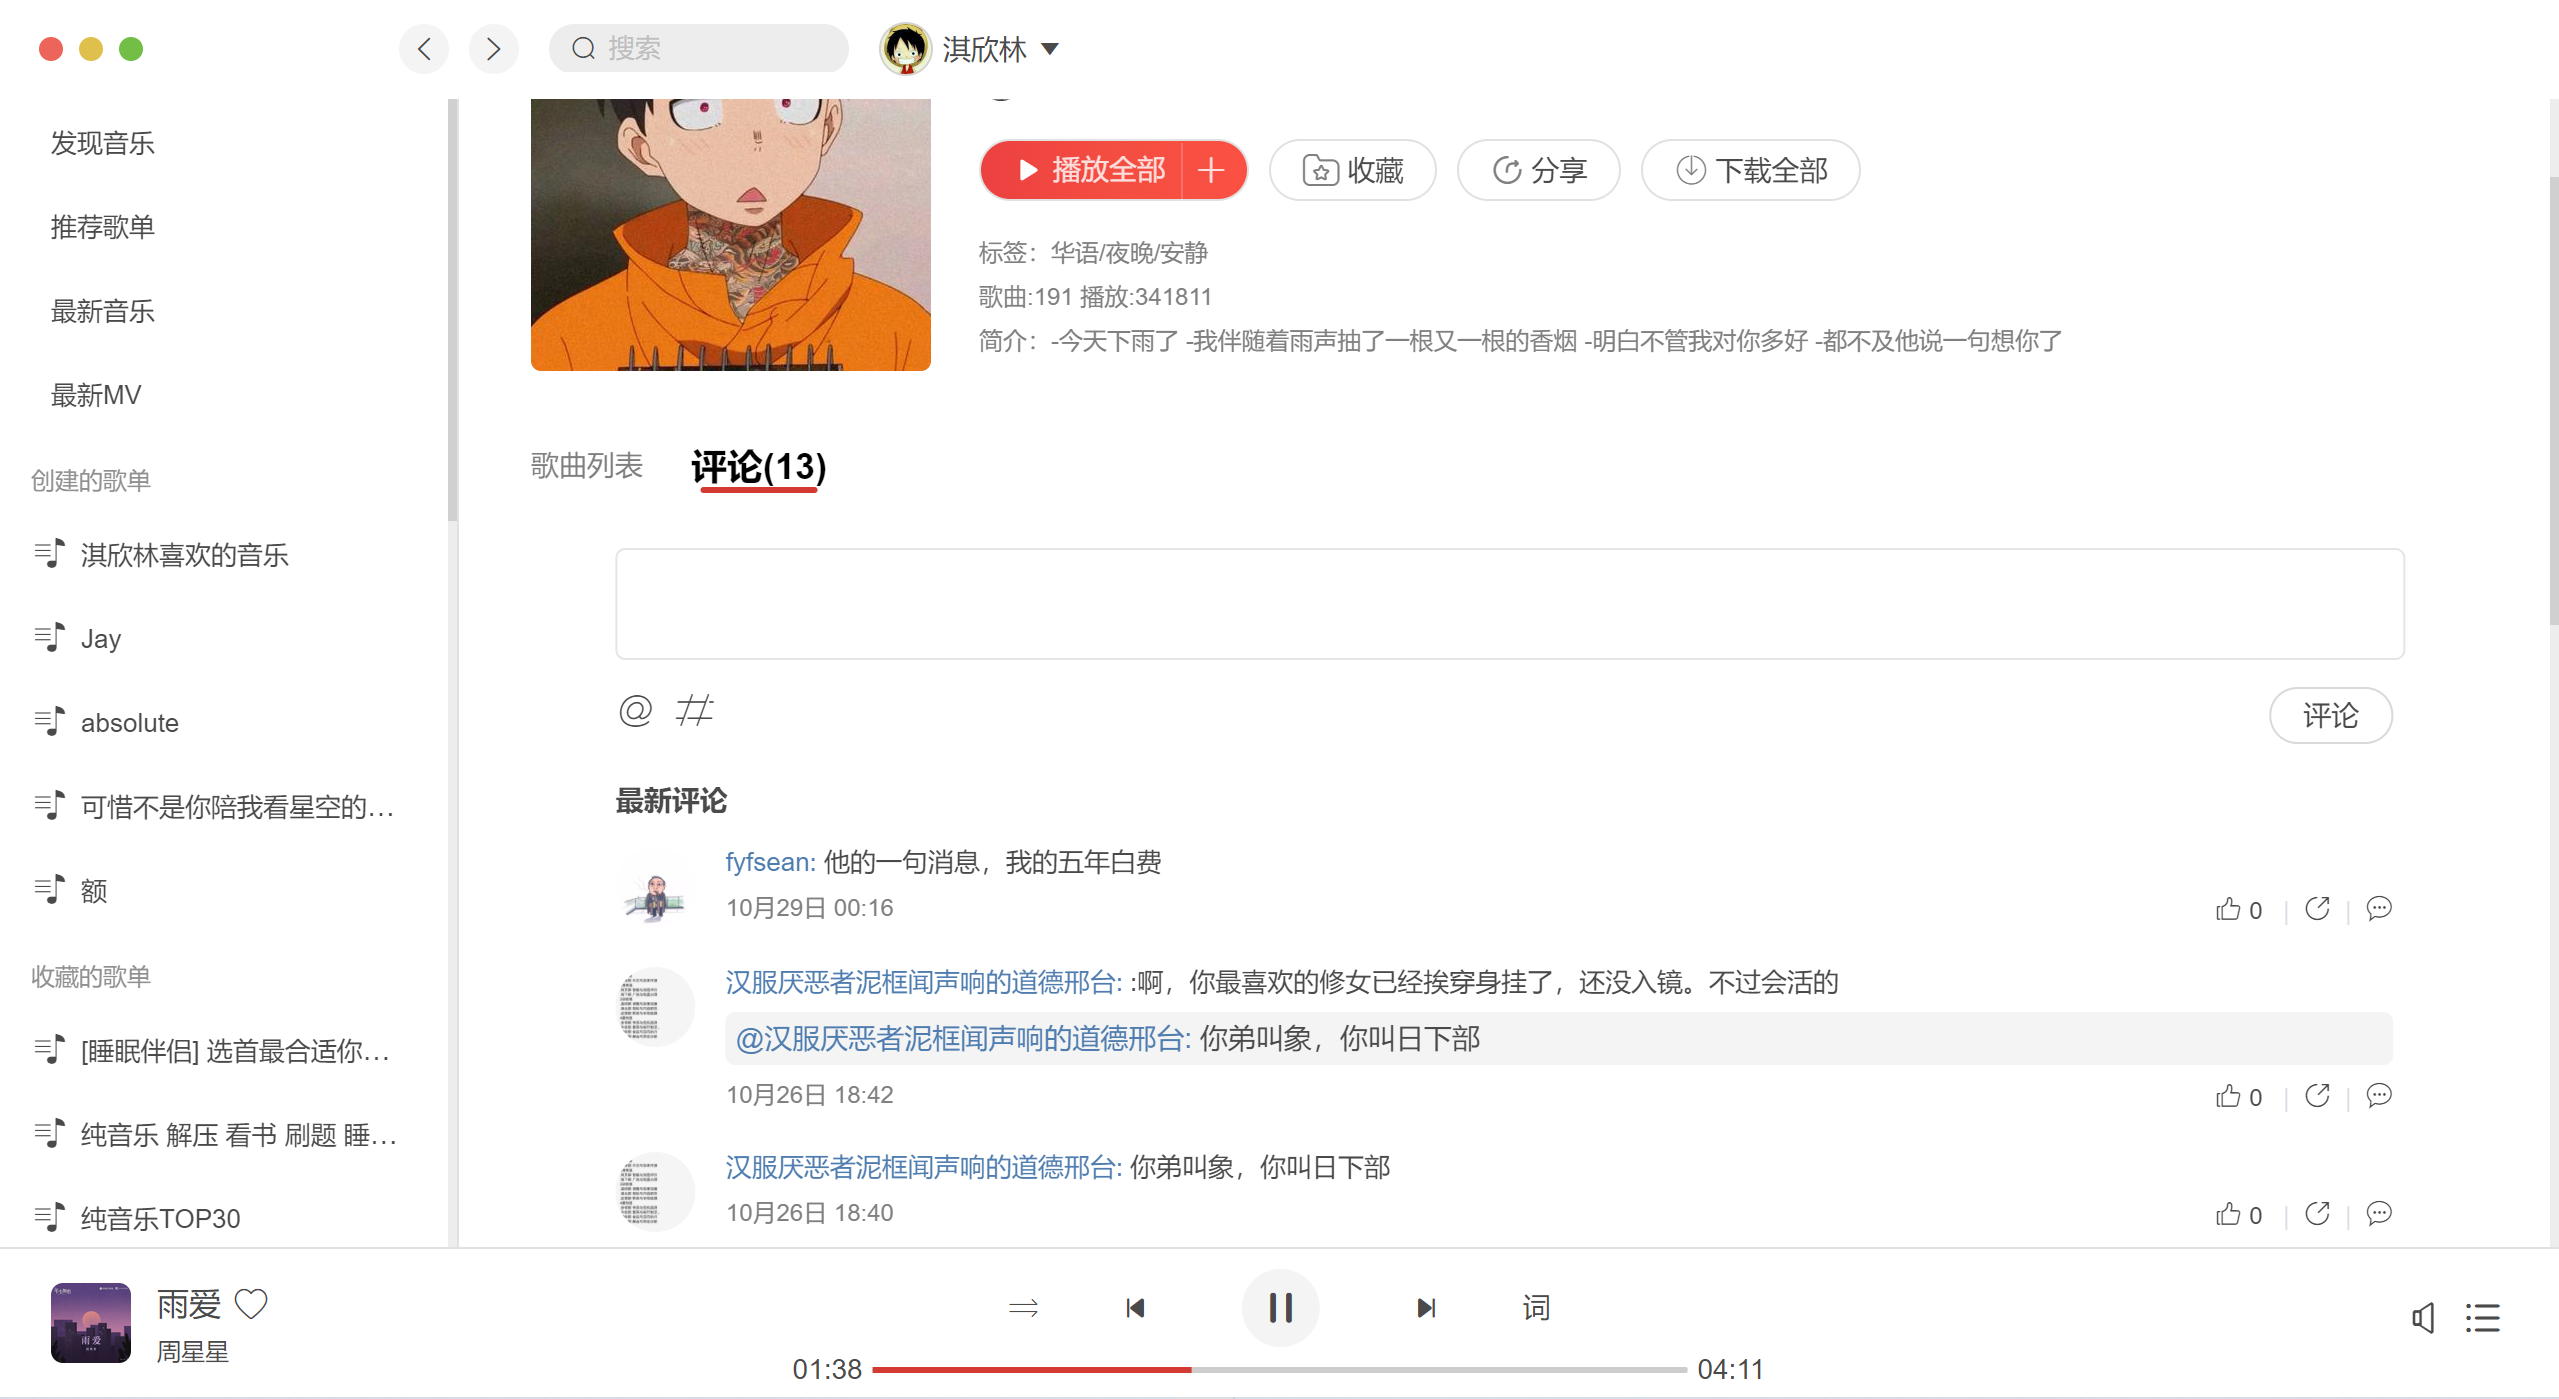 搜索
淇欣林
发现音乐
推荐歌单
最新音乐
最新MV
创建的歌单
淇欣林喜欢的音乐
Jay
absolute
可惜不是你陪我看星空的…
额
收藏的歌单
[睡眠伴侣] 选首最合适你…
纯音乐 解压 看书 刷题 睡…
纯音乐TOP30
播放全部
收藏
分享
下载全部
标签：华语/夜晚/安静
歌曲:191 播放:341811
简介：-今天下雨了 -我伴随着雨声抽了一根又一根的香烟 -明白不管我对你多好 -都不及他说一句想你了
歌曲列表
评论(13)
@ #
评论
最新评论
fyfsean: 他的一句消息，我的五年白费
10月29日 00:16
0
汉服厌恶者泥框闻声响的道德邢台: :啊，你最喜欢的修女已经挨穿身挂了，还没入镜。不过会活的
@汉服厌恶者泥框闻声响的道德邢台: 你弟叫象，你叫日下部
10月26日 18:42
0
汉服厌恶者泥框闻声响的道德邢台: 你弟叫象，你叫日下部
10月26日 18:40
0
雨爱
雨爱
周星星
词
01:38
04:11